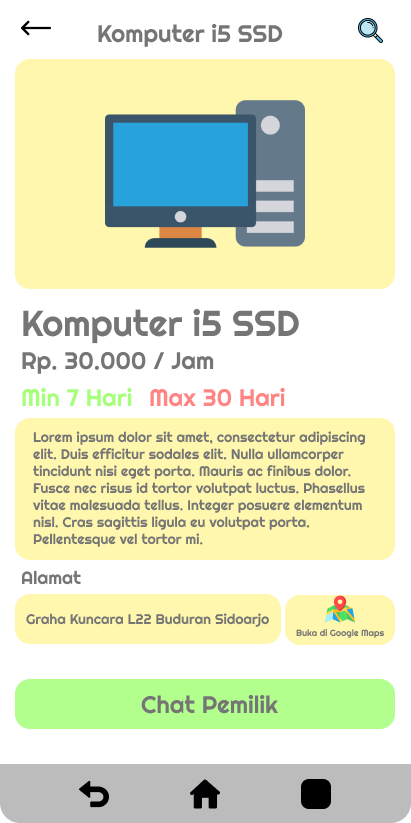 Komputer i5 SSD
Komputer i5 SSD
Rp. 30.000 / Jam
Min 7 Hari Max 30 Hari
Lorem ipsum dolor sit amet, consectetur adipiscing
elit. Duis efficitur sodales elit. Nulla ullamcorper
tincidunt nisi eget porta. Mauris ac finibus dolor.
Fusce nec risus id tortor volutpat luctus. Phasellus
vitae malesuada tellus. Integer posuere elementum
nisl. Cras sagittis ligula eu volutpat porta.
Pellentesque vel tortor mi.
Alamat
Graha Kuncara L22 Buduran Sidoarjo
Buka di Google Maps
Chat Pemilik